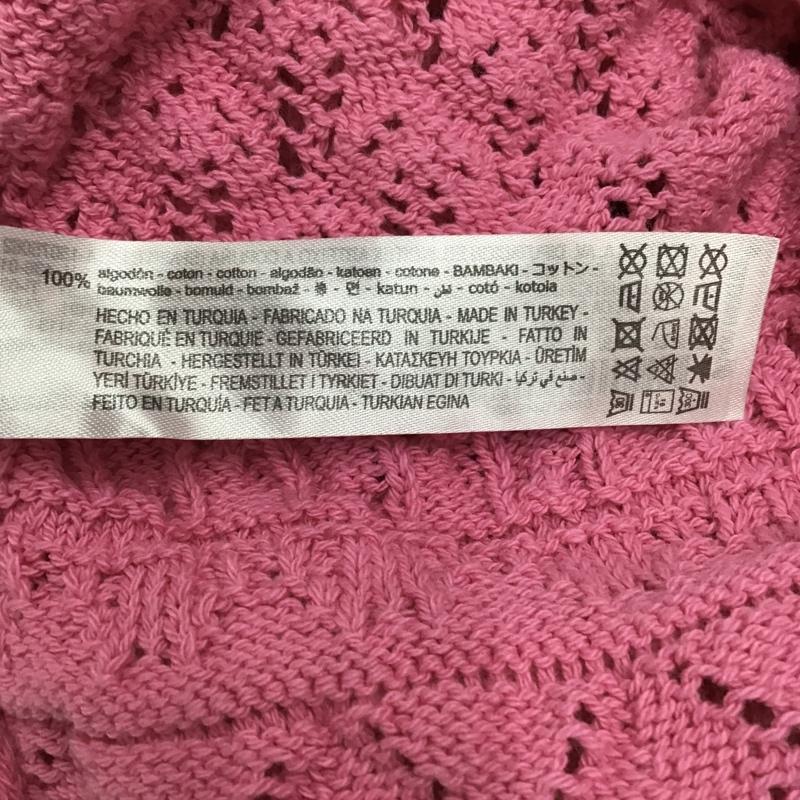 100% algodón - coton - cotton - algodão - katoen - cotone - BAMBAKI - コットン -
baumwolle - bomuld - bombaž - 棉 - 면 - katun - قطن - cotó - kotoia
HECHO EN TURQUIA - FABRICADO NA TURQUIA - MADE IN TURKEY -
FABRIQUÉ EN TURQUIE - GEFABRICEERD IN TURKIJE - FATTO IN
TURCHIA - HERGESTELLT IN TÜRKEI - ΚΑΤΑΣΚΕΥΗ ΤΟΥΡΚΙΑ - ÜRETİM
YERİ TÜRKİYE - FREMSTILLET I TYRKIET - DIBUAT DI TURKI - صنع في تركيا -
FEITO EN TURQUÍA - FET A TURQUIA - TURKIAN EGINA